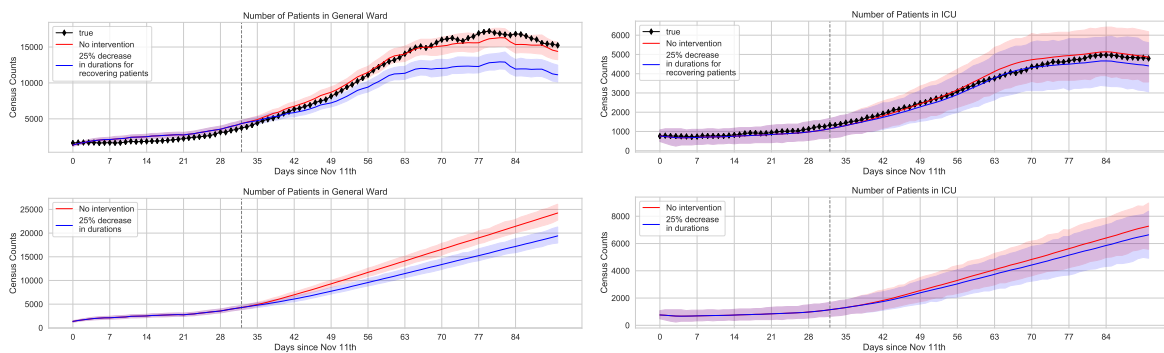 Number of Patients in General Ward
true
No intervention
25% decrease
in durations for
recovering patients
Census Counts
15000
10000
5000
0 7 14 21 28 35 42 49 56 63 70 77 84
Days since Nov 11th
Number of Patients in ICU
true
No intervention
25% decrease
in durations for
recovering patients
Census Counts
6000
5000
4000
3000
2000
1000
0
0 7 14 21 28 35 42 49 56 63 70 77 84
Days since Nov 11th
Number of Patients in General Ward
No intervention
25% decrease
in durations
Census Counts
25000
20000
15000
10000
5000
0
0 7 14 21 28 35 42 49 56 63 70 77 84
Days since Nov 11th
Number of Patients in ICU
No intervention
25% decrease
in durations
Census Counts
8000
6000
4000
2000
0
0 7 14 21 28 35 42 49 56 63 70 77 84
Days since Nov 11th